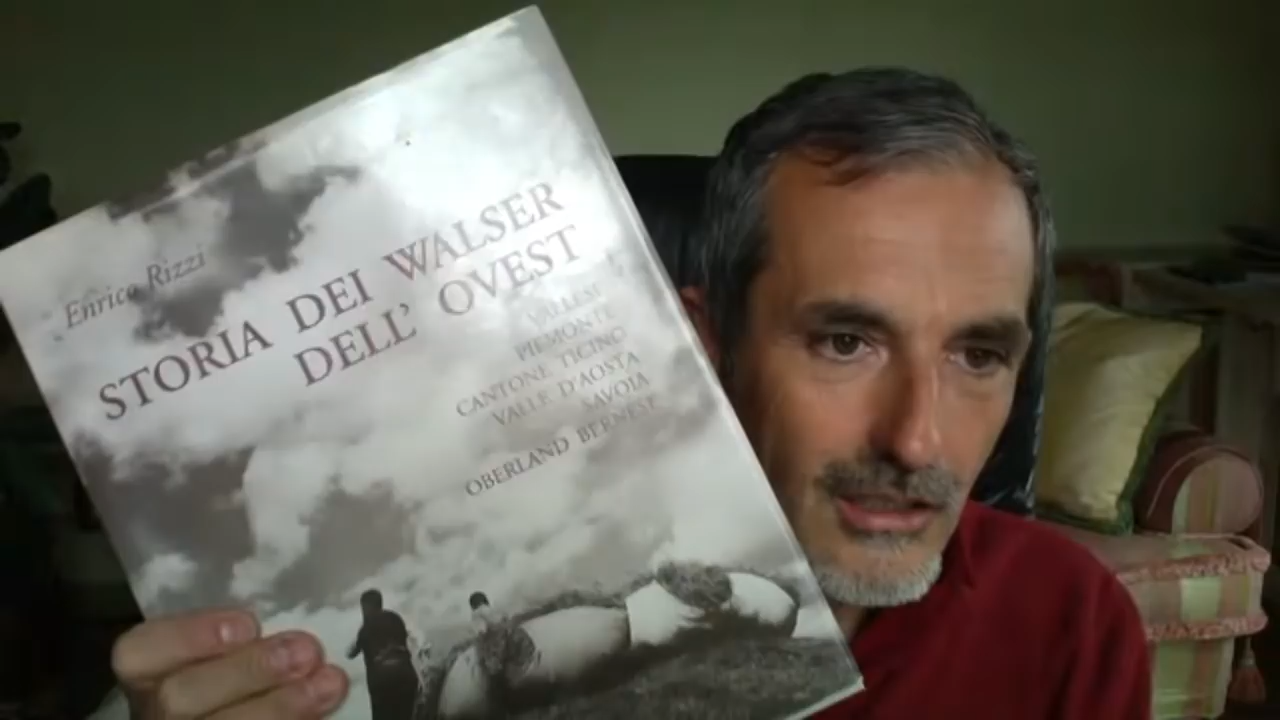 Enrico Rizzi
STORIA DEI WALSER
DELL' OVEST
VALLESE
PIEMONTE
CANTONE TICINO
VALLE D'AOSTA
SAVOIA
OBERLAND BERNESE